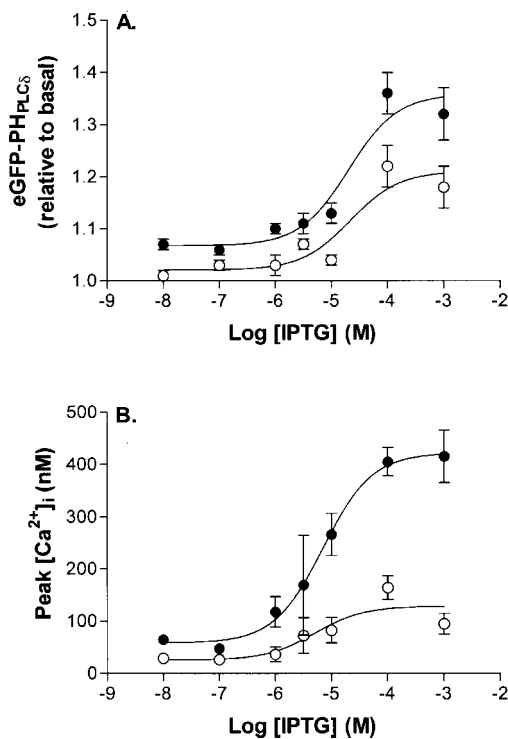 A.
eGFP-PHPLCδ
(relative to basal)
1.5
1.4
1.3
1.2
1.1
1.0
-9 -8 -7 -6 -5 -4 -3 -2
Log [IPTG] (M)
B.
Peak [Ca2+]i (nM)
500
400
300
200
100
0
-9 -8 -7 -6 -5 -4 -3 -2
Log [IPTG] (M)